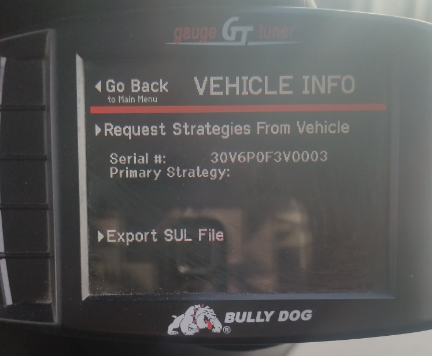 gauge GT tuner
Go Back
to Main Menu
VEHICLE INFO
Request Strategies From Vehicle
Serial #: 30V6P0F3V0003
Primary Strategy:
Export SUL File
BULLY DOG
®